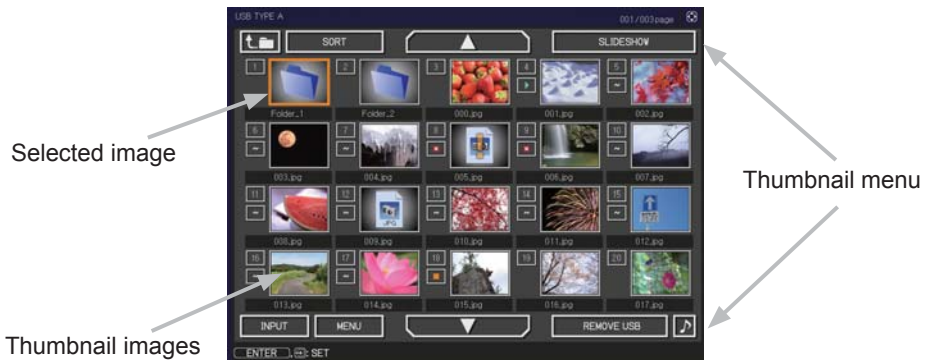 USB TYPE A 001/003page
SORT SLIDESHOW
1 2 3 4 5
Folder_1 Folder_2 000.jpg 001.jpg 002.jpg
Selected image
6 7 8 9 10
003.jpg 004.jpg 005.jpg 006.jpg 007.jpg
Thumbnail menu
11 12 13 14 15
JPG
008.jpg 009.jpg 010.jpg 011.jpg 012.jpg
16 17 18 19 20
013.jpg 014.jpg 015.jpg 016.jpg 017.jpg
INPUT MENU REMOVE USB
Thumbnail images
ENTER , : SET